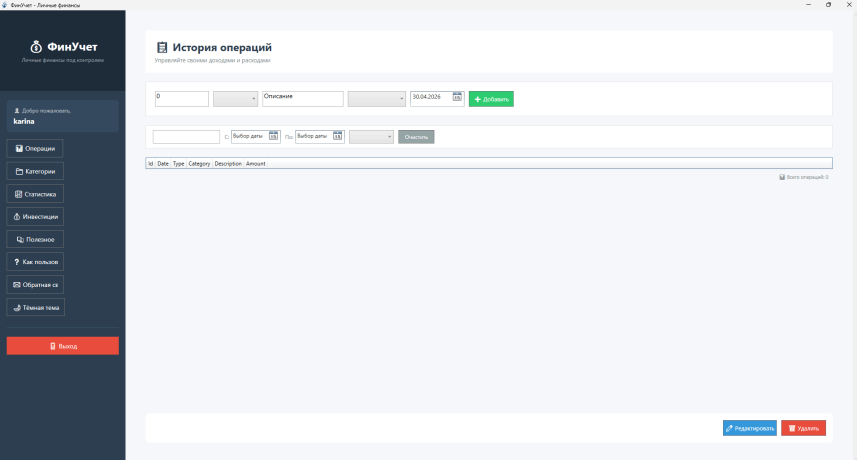 ФинУчет - Личные финансы
ФинУчет
Личные финансы под контролем
Добро пожаловать,
karina
Операции
Категории
Статистика
Инвестиции
Полезное
? Как пользов
Обратная св
Тёмная тема
Выход
История операций
Управляйте своими доходами и расходами
0
Описание
30.04.2026
+ Добавить
С: Выбор даты 15 По: Выбор даты 15
Очистить
Id Date Type Category Description Amount
Всего операций: 0
Редактировать
Удалить